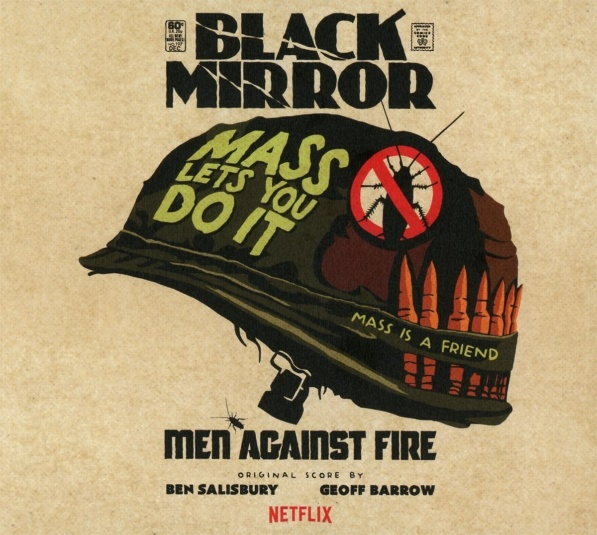 60¢
BLACK
MIRROR
MASS
LETS YOU
DO IT
MASS IS A FRIEND
MEN AGAINST FIRE
ORIGINAL SCORE BY
BEN SALISBURY GEOFF BARROW
NETFLIX